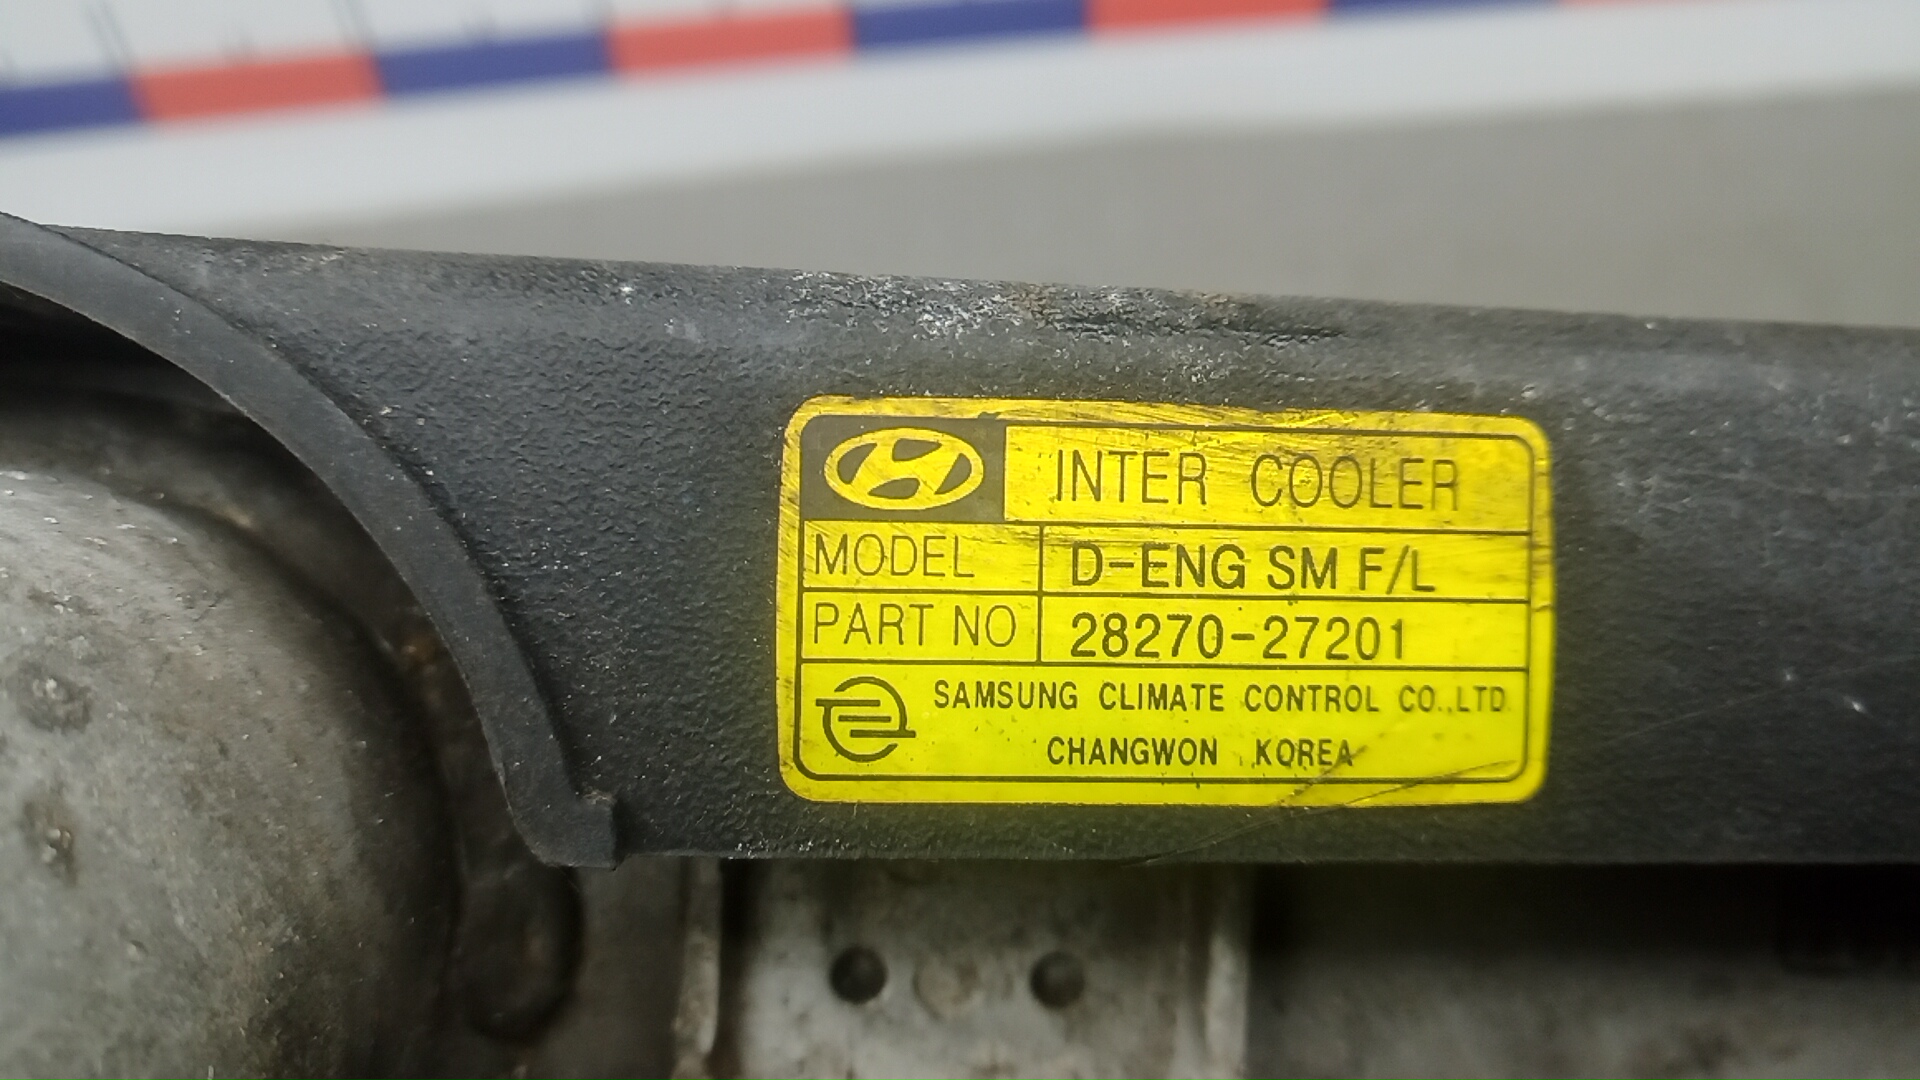 INTER COOLER
MODEL D-ENG SM F/L
PART NO 28270-27201
SAMSUNG CLIMATE CONTROL CO.,LTD
CHANGWON KOREA